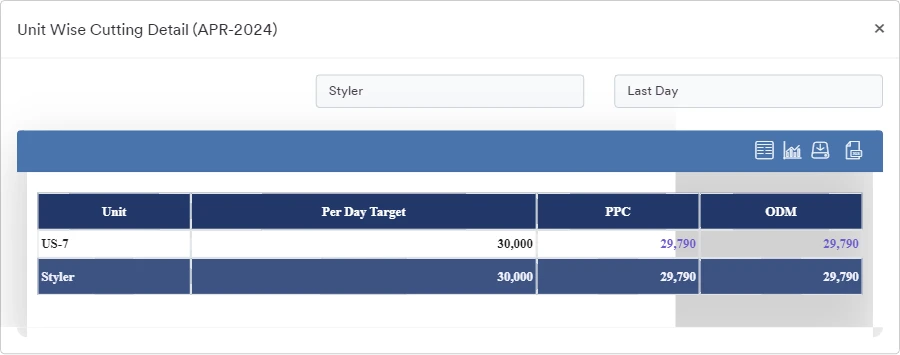 Unit Wise Cutting Detail (APR-2024) ×
Styler Last Day
Unit Per Day Target PPC ODM
US-7 30,000 29,790 29,790
Styler 30,000 29,790 29,790